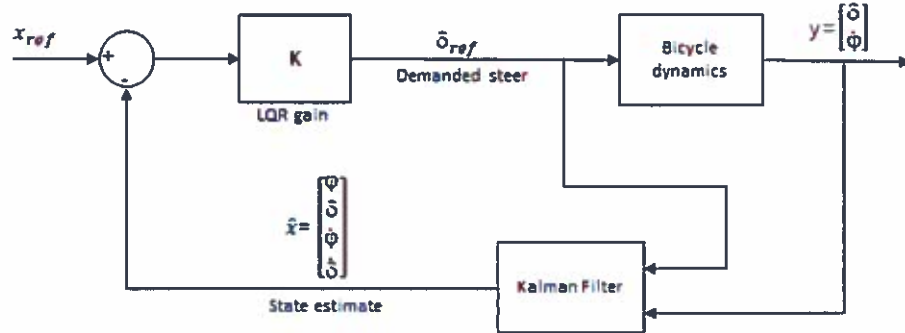 x_ref
+
-
K
LQR gain
δ_ref
Demanded steer
Bicycle
dynamics
y=[δ
φ̇]
x̂=[φ
δ
φ̇
δ̇]
State estimate
Kalman Filter